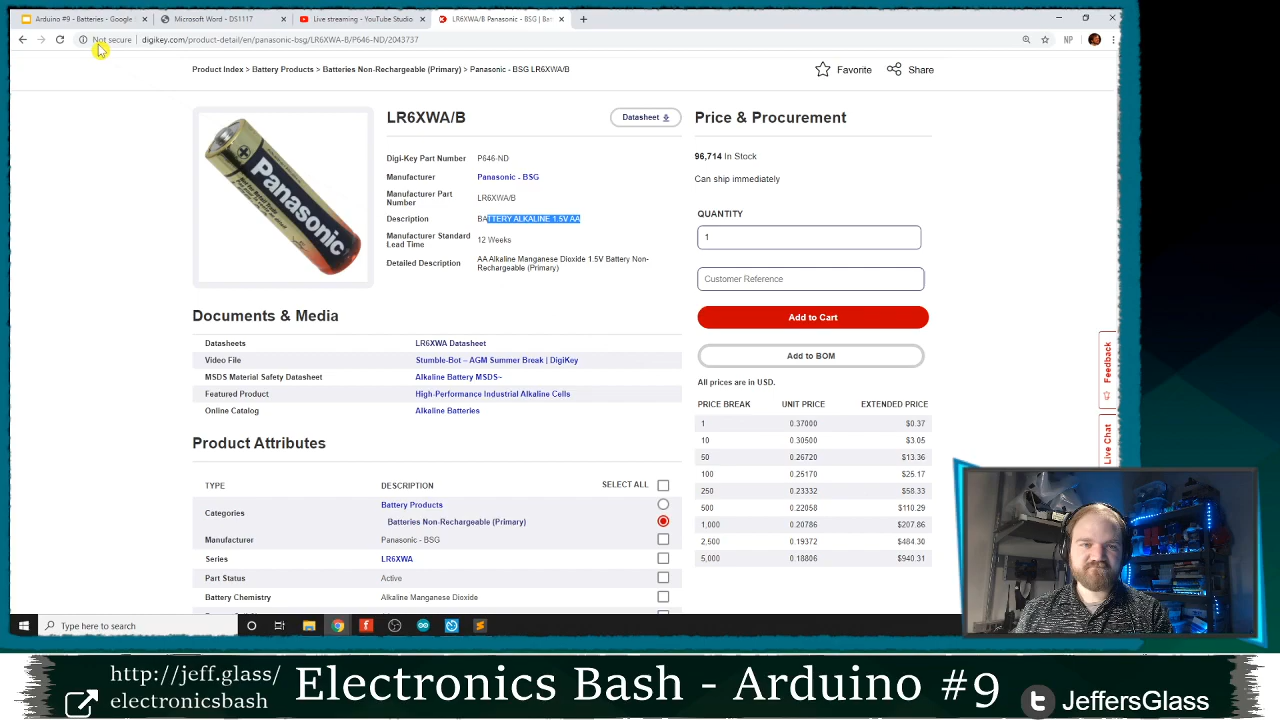 Arduino #9 - Batteries - Google
Microsoft Word - DS1117
Live streaming - YouTube Studio
LR6XWA/B Panasonic - BSG | Bat
Not secure
digikey.com/product-detail/en/panasonic-bsg/LR6XWA-B/P646-ND/2043737
NP
Product Index > Battery Products > Batteries Non-Rechargeable (Primary) > Panasonic - BSG LR6XWA/B
Favorite
Share
Panasonic
LR6XWA/B
Datasheet
Digi-Key Part Number P646-ND
Manufacturer Panasonic - BSG
Manufacturer Part Number LR6XWA/B
Description BATTERY ALKALINE 1.5V AA
Manufacturer Standard Lead Time 12 Weeks
Detailed Description AA Alkaline Manganese Dioxide 1.5V Battery Non-
Rechargeable (Primary)
Price & Procurement
96,714 In Stock
Can ship immediately
QUANTITY
1
Customer Reference
Add to Cart
Add to BOM
All prices are in USD.
PRICE BREAK UNIT PRICE EXTENDED PRICE
1 0.37000 $0.37
10 0.30500 $3.05
50 0.26720 $13.36
100 0.25170 $25.17
250 0.23332 $58.33
500 0.22058 $110.29
1,000 0.20786 $207.86
2,500 0.19372 $484.30
5,000 0.18806 $940.31
Feedback
Live Chat
Documents & Media
Datasheets LR6XWA Datasheet
Video File Stumble-Bot – AGM Summer Break | DigiKey
MSDS Material Safety Datasheet Alkaline Battery MSDS~
Featured Product High-Performance Industrial Alkaline Cells
Online Catalog Alkaline Batteries
Product Attributes
TYPE DESCRIPTION SELECT ALL
Categories Battery Products
Batteries Non-Rechargeable (Primary)
Manufacturer Panasonic - BSG
Series LR6XWA
Part Status Active
Battery Chemistry Alkaline Manganese Dioxide
Type here to search
http://jeff.glass/
electronicsbash
Electronics Bash - Arduino #9
JeffersGlass